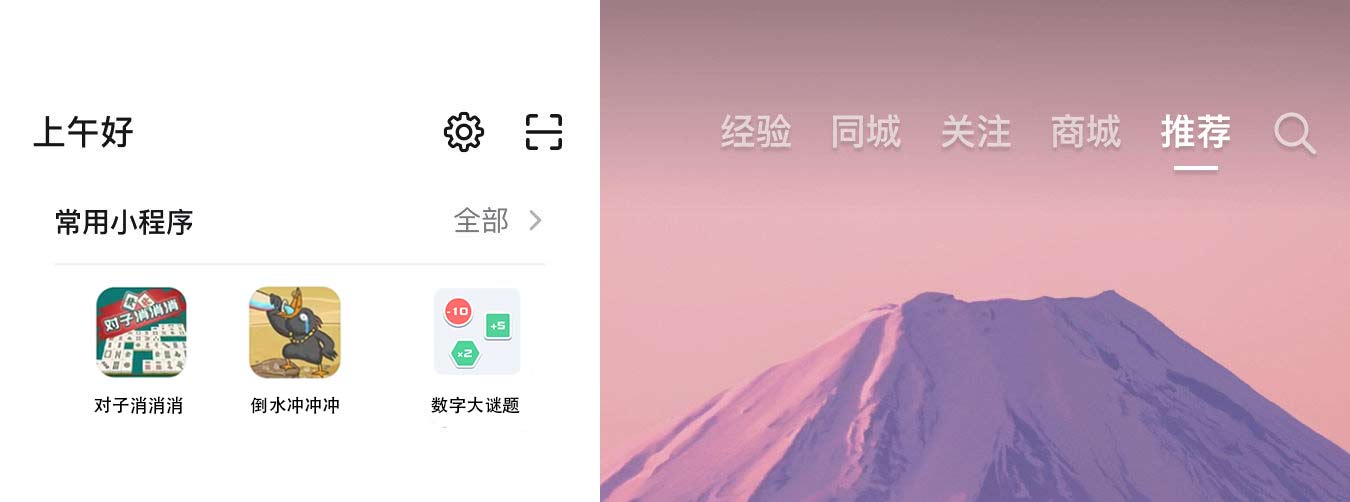 上午好
常用小程序 全部
对子消消消
-10
+5
×2
对子消消消 倒水冲冲冲 数字大谜题
经验 同城 关注 商城 推荐